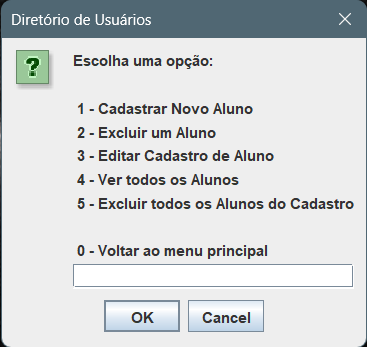 Diretório de Usuários
Escolha uma opção:
1 - Cadastrar Novo Aluno
2 - Excluir um Aluno
3 - Editar Cadastro de Aluno
4 - Ver todos os Alunos
5 - Excluir todos os Alunos do Cadastro
0 - Voltar ao menu principal
OK
Cancel